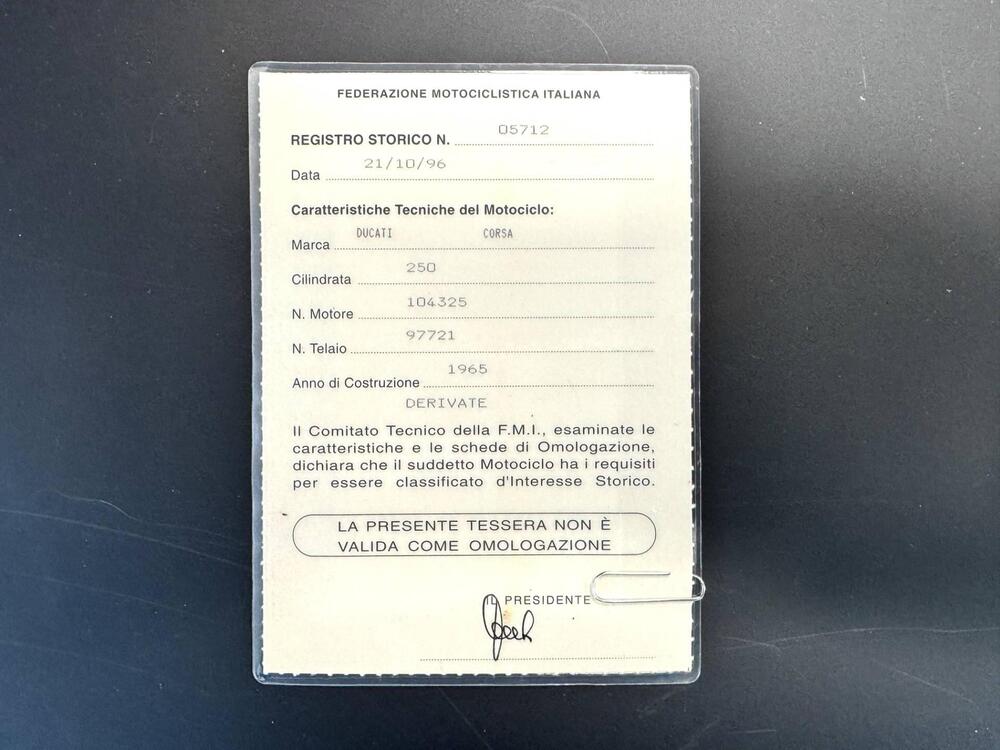 FEDERAZIONE MOTOCICLISTICA ITALIANA
REGISTRO STORICO N. 05712
Data 21/10/96
Caratteristiche Tecniche del Motociclo:
Marca DUCATI CORSA
Cilindrata 250
N. Motore 104325
N. Telaio 97721
Anno di Costruzione 1965
DERIVATE
Il Comitato Tecnico della F.M.I., esaminate le
caratteristiche e le schede di Omologazione,
dichiara che il suddetto Motociclo ha i requisiti
per essere classificato d'Interesse Storico.
LA PRESENTE TESSERA NON È
VALIDA COME OMOLOGAZIONE
IL PRESIDENTE